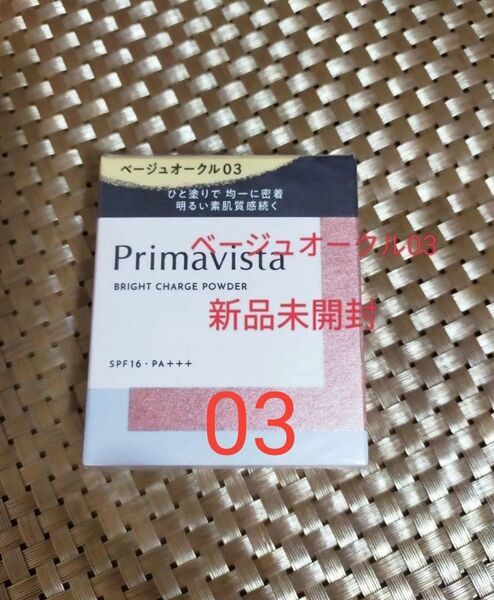 ベージュオークル03
ひと塗りで 均一に密着
明るい素肌質感続く
Primavista
ベージュオークル03
BRIGHT CHARGE POWDER
新品未開封
SPF16・PA+++
03